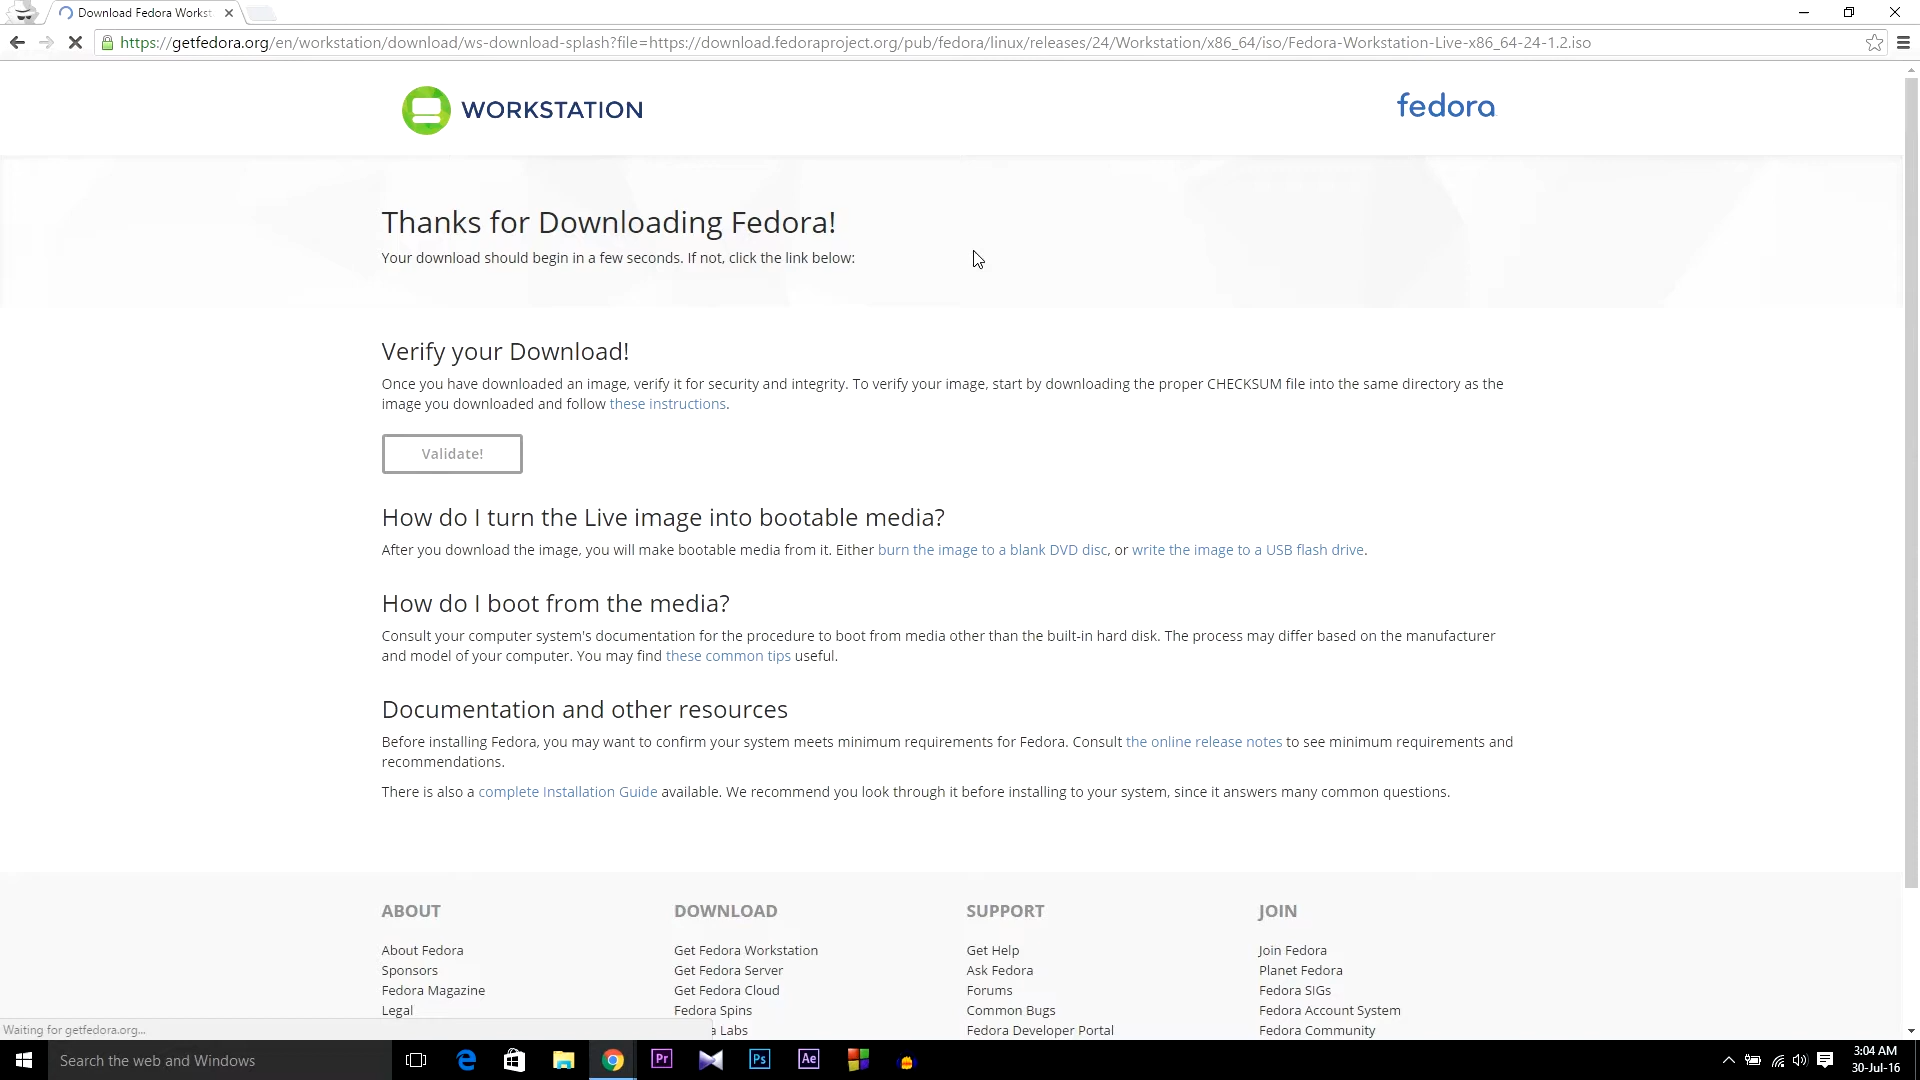 Download Fedora Workst
https://getfedora.org/en/workstation/download/ws-download-splash?file=https://download.fedoraproject.org/pub/fedora/linux/releases/24/Workstation/x86_64/iso/Fedora-Workstation-Live-x86_64-24-1.2.iso
WORKSTATION
fedora
Thanks for Downloading Fedora!
Your download should begin in a few seconds. If not, click the link below:
Verify your Download!
Once you have downloaded an image, verify it for security and integrity. To verify your image, start by downloading the proper CHECKSUM file into the same directory as the
image you downloaded and follow these instructions.
Validate!
How do I turn the Live image into bootable media?
After you download the image, you will make bootable media from it. Either burn the image to a blank DVD disc, or write the image to a USB flash drive.
How do I boot from the media?
Consult your computer system's documentation for the procedure to boot from media other than the built-in hard disk. The process may differ based on the manufacturer
and model of your computer. You may find these common tips useful.
Documentation and other resources
Before installing Fedora, you may want to confirm your system meets minimum requirements for Fedora. Consult the online release notes to see minimum requirements and
recommendations.
There is also a complete Installation Guide available. We recommend you look through it before installing to your system, since it answers many common questions.
ABOUT
About Fedora
Sponsors
Fedora Magazine
Legal
DOWNLOAD
Get Fedora Workstation
Get Fedora Server
Get Fedora Cloud
Fedora Spins
a Labs
SUPPORT
Get Help
Ask Fedora
Forums
Common Bugs
Fedora Developer Portal
JOIN
Join Fedora
Planet Fedora
Fedora SIGs
Fedora Account System
Fedora Community
Waiting for getfedora.org...
Search the web and Windows
Pr
Ps
Ae
3:04 AM
30-Jul-16